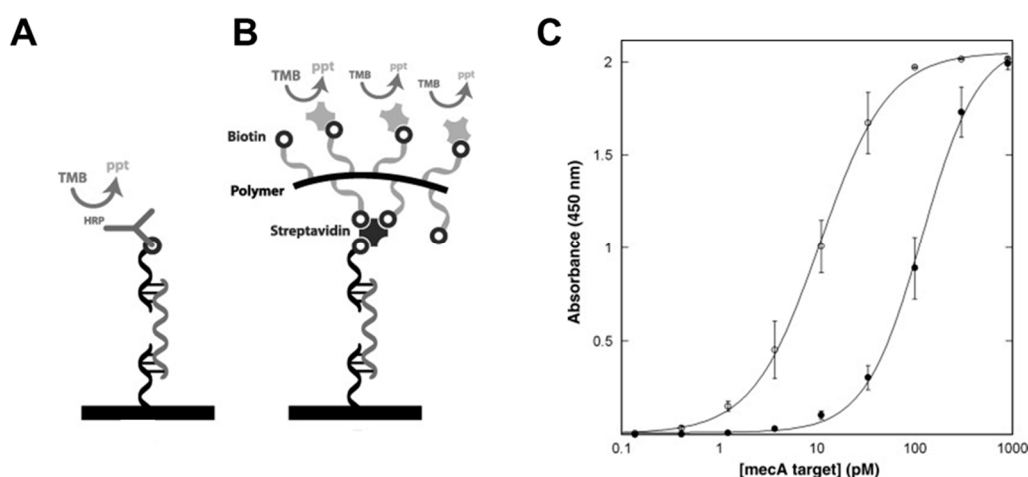 A
TMB
ppt
HRP
B
TMB
ppt
TMB
ppt
TMB
ppt
Biotin
Polymer
Streptavidin
C
Absorbance (450 nm)
2
1.5
1
0.5
0.1
1
10
100
1000
[mecA target] (pM)